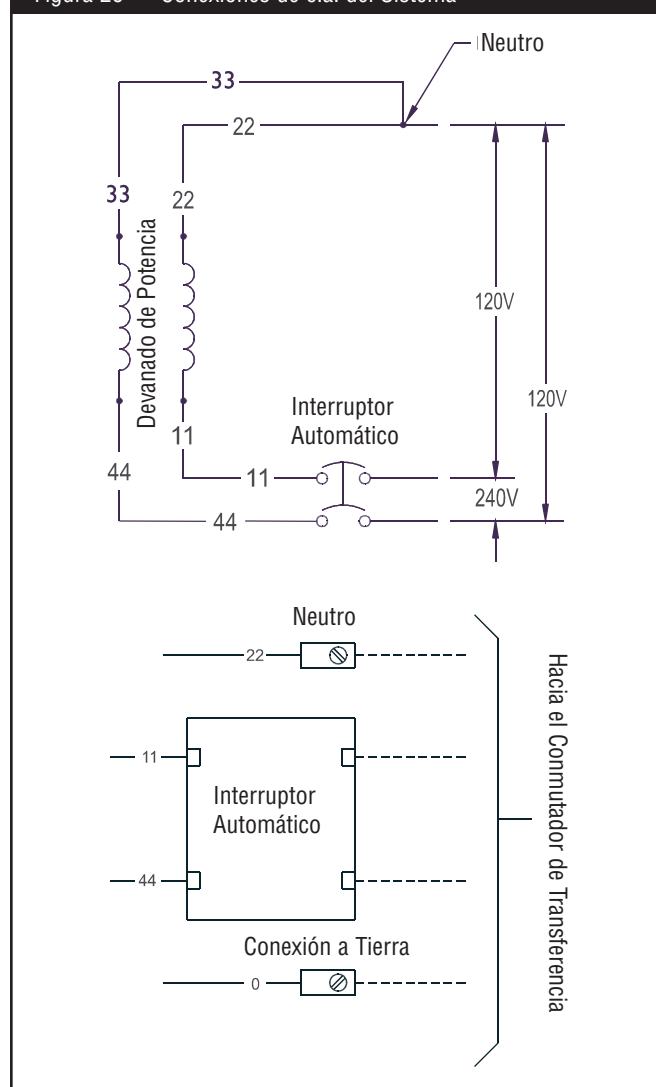 Neutro
33
22
33
22
Devanado de Potencia
120V
120V
Interruptor
Automático
11
44
11
240V
44
Neutro
22
11
Interruptor
Automático
44
Conexión a Tierra
0
Hacia el Conmutador de Transferencia